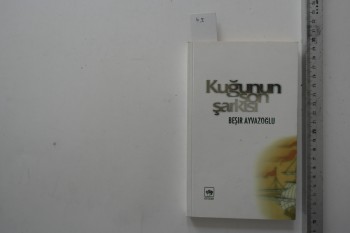 Kuğunun
son
şarkısı
BEŞİR AYVAZOĞLU